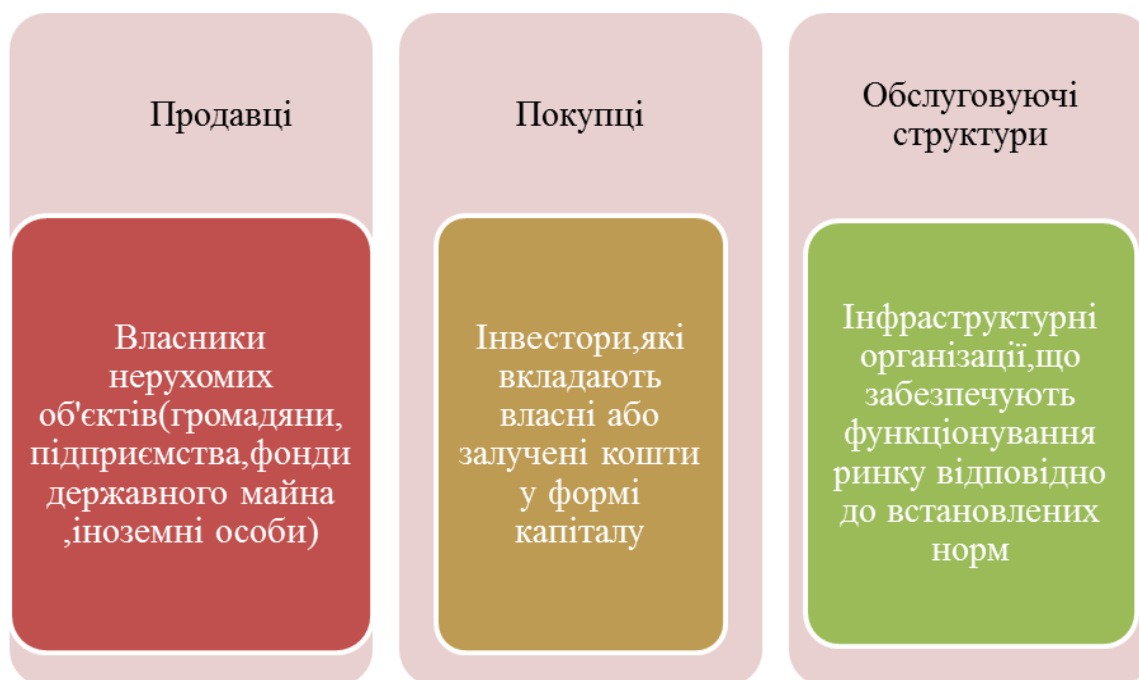 Продавці
Власники
нерухомих
об'єктів(громадяни,
підприємства,фонди
державного майна
,іноземні особи)
Покупці
Інвестори,які
вкладають
власні або
залучені кошти
у формі
капіталу
Обслуговуючі
структури
Інфраструктурні
організації,що
забезпечують
функціонування
ринку відповідно
до встановлених
норм